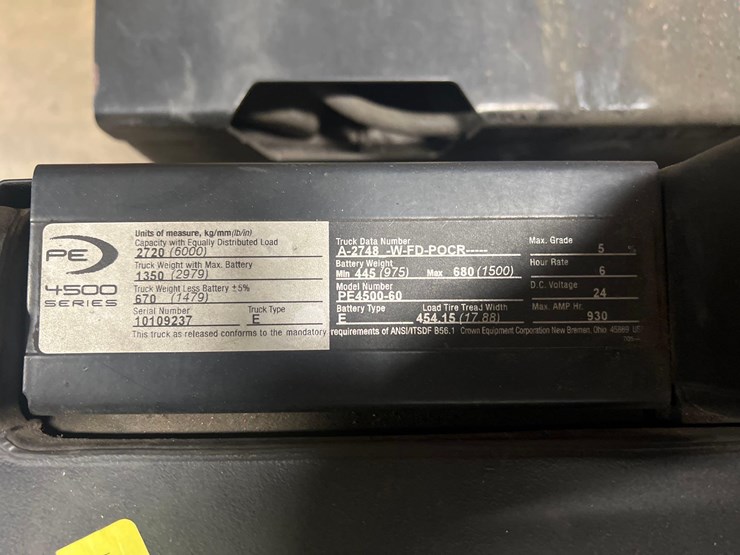 PE
4500
SERIES
Units of measure, kg/mm(lb/in)
Capacity with Equally Distributed Load
2720 (6000)
Truck Weight with Max. Battery
1350 (2979)
Truck Weight Less Battery ±5%
670 (1479)
Serial Number Truck Type
10109237 E
Truck Data Number
A-2748 -W-FD-POCR-----
Battery Weight
Min 445 (975) Max 680 (1500)
Model Number
PE4500-60
Battery Type Load Tire Tread Width
E 454.15 (17.88)
Max. Grade
5 %
Hour Rate
6
D.C. Voltage
24
Max. AMP Hr.
930
This truck as released conforms to the mandatory requirements of ANSI/ITSDF B56.1 Crown Equipment Corporation New Bremen, Ohio 45869